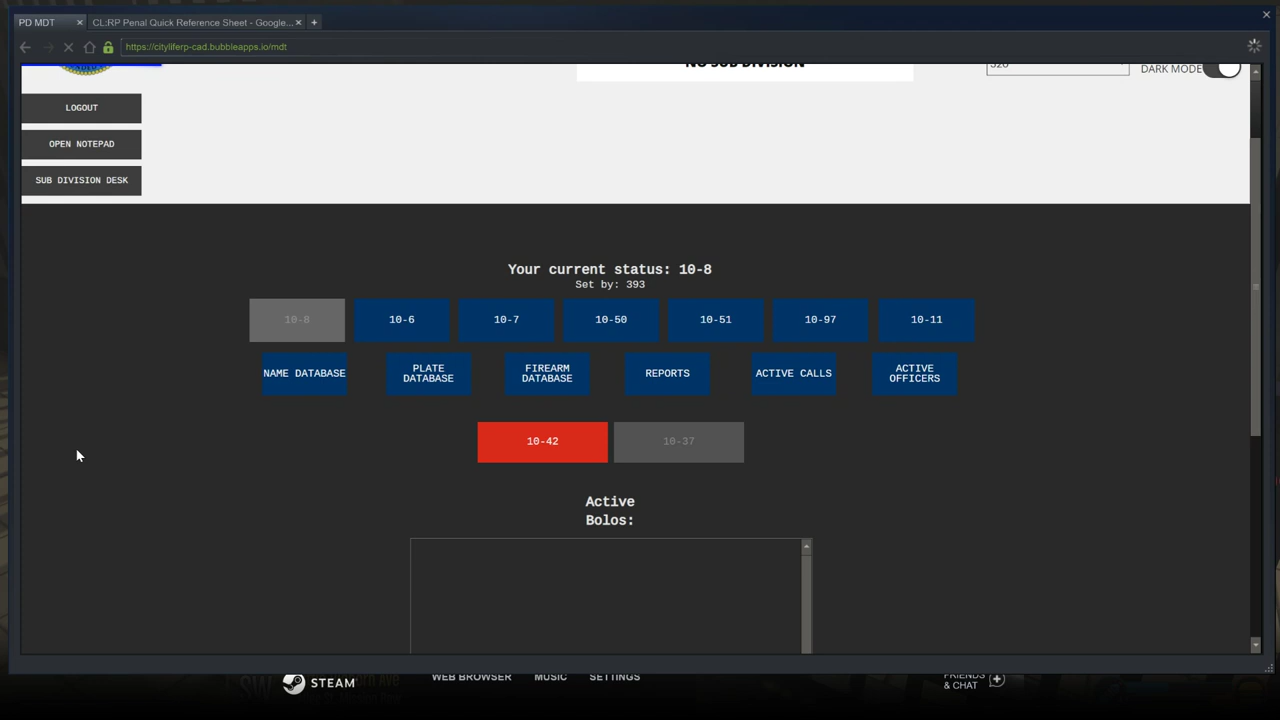 PD MDT
CL:RP Penal Quick Reference Sheet - Google...
https://cityliferp-cad.bubbleapps.io/mdt
NO SUB DIVISION
320
DARK MODE
LOGOUT
OPEN NOTEPAD
SUB DIVISION DESK
Your current status: 10-8
Set by: 393
10-8
10-6
10-7
10-50
10-51
10-97
10-11
NAME DATABASE
PLATE
DATABASE
FIREARM
DATABASE
REPORTS
ACTIVE CALLS
ACTIVE
OFFICERS
10-42
10-37
Active
Bolos:
STEAM
WEB BROWSER
MUSIC
SETTINGS
FRIENDS
& CHAT